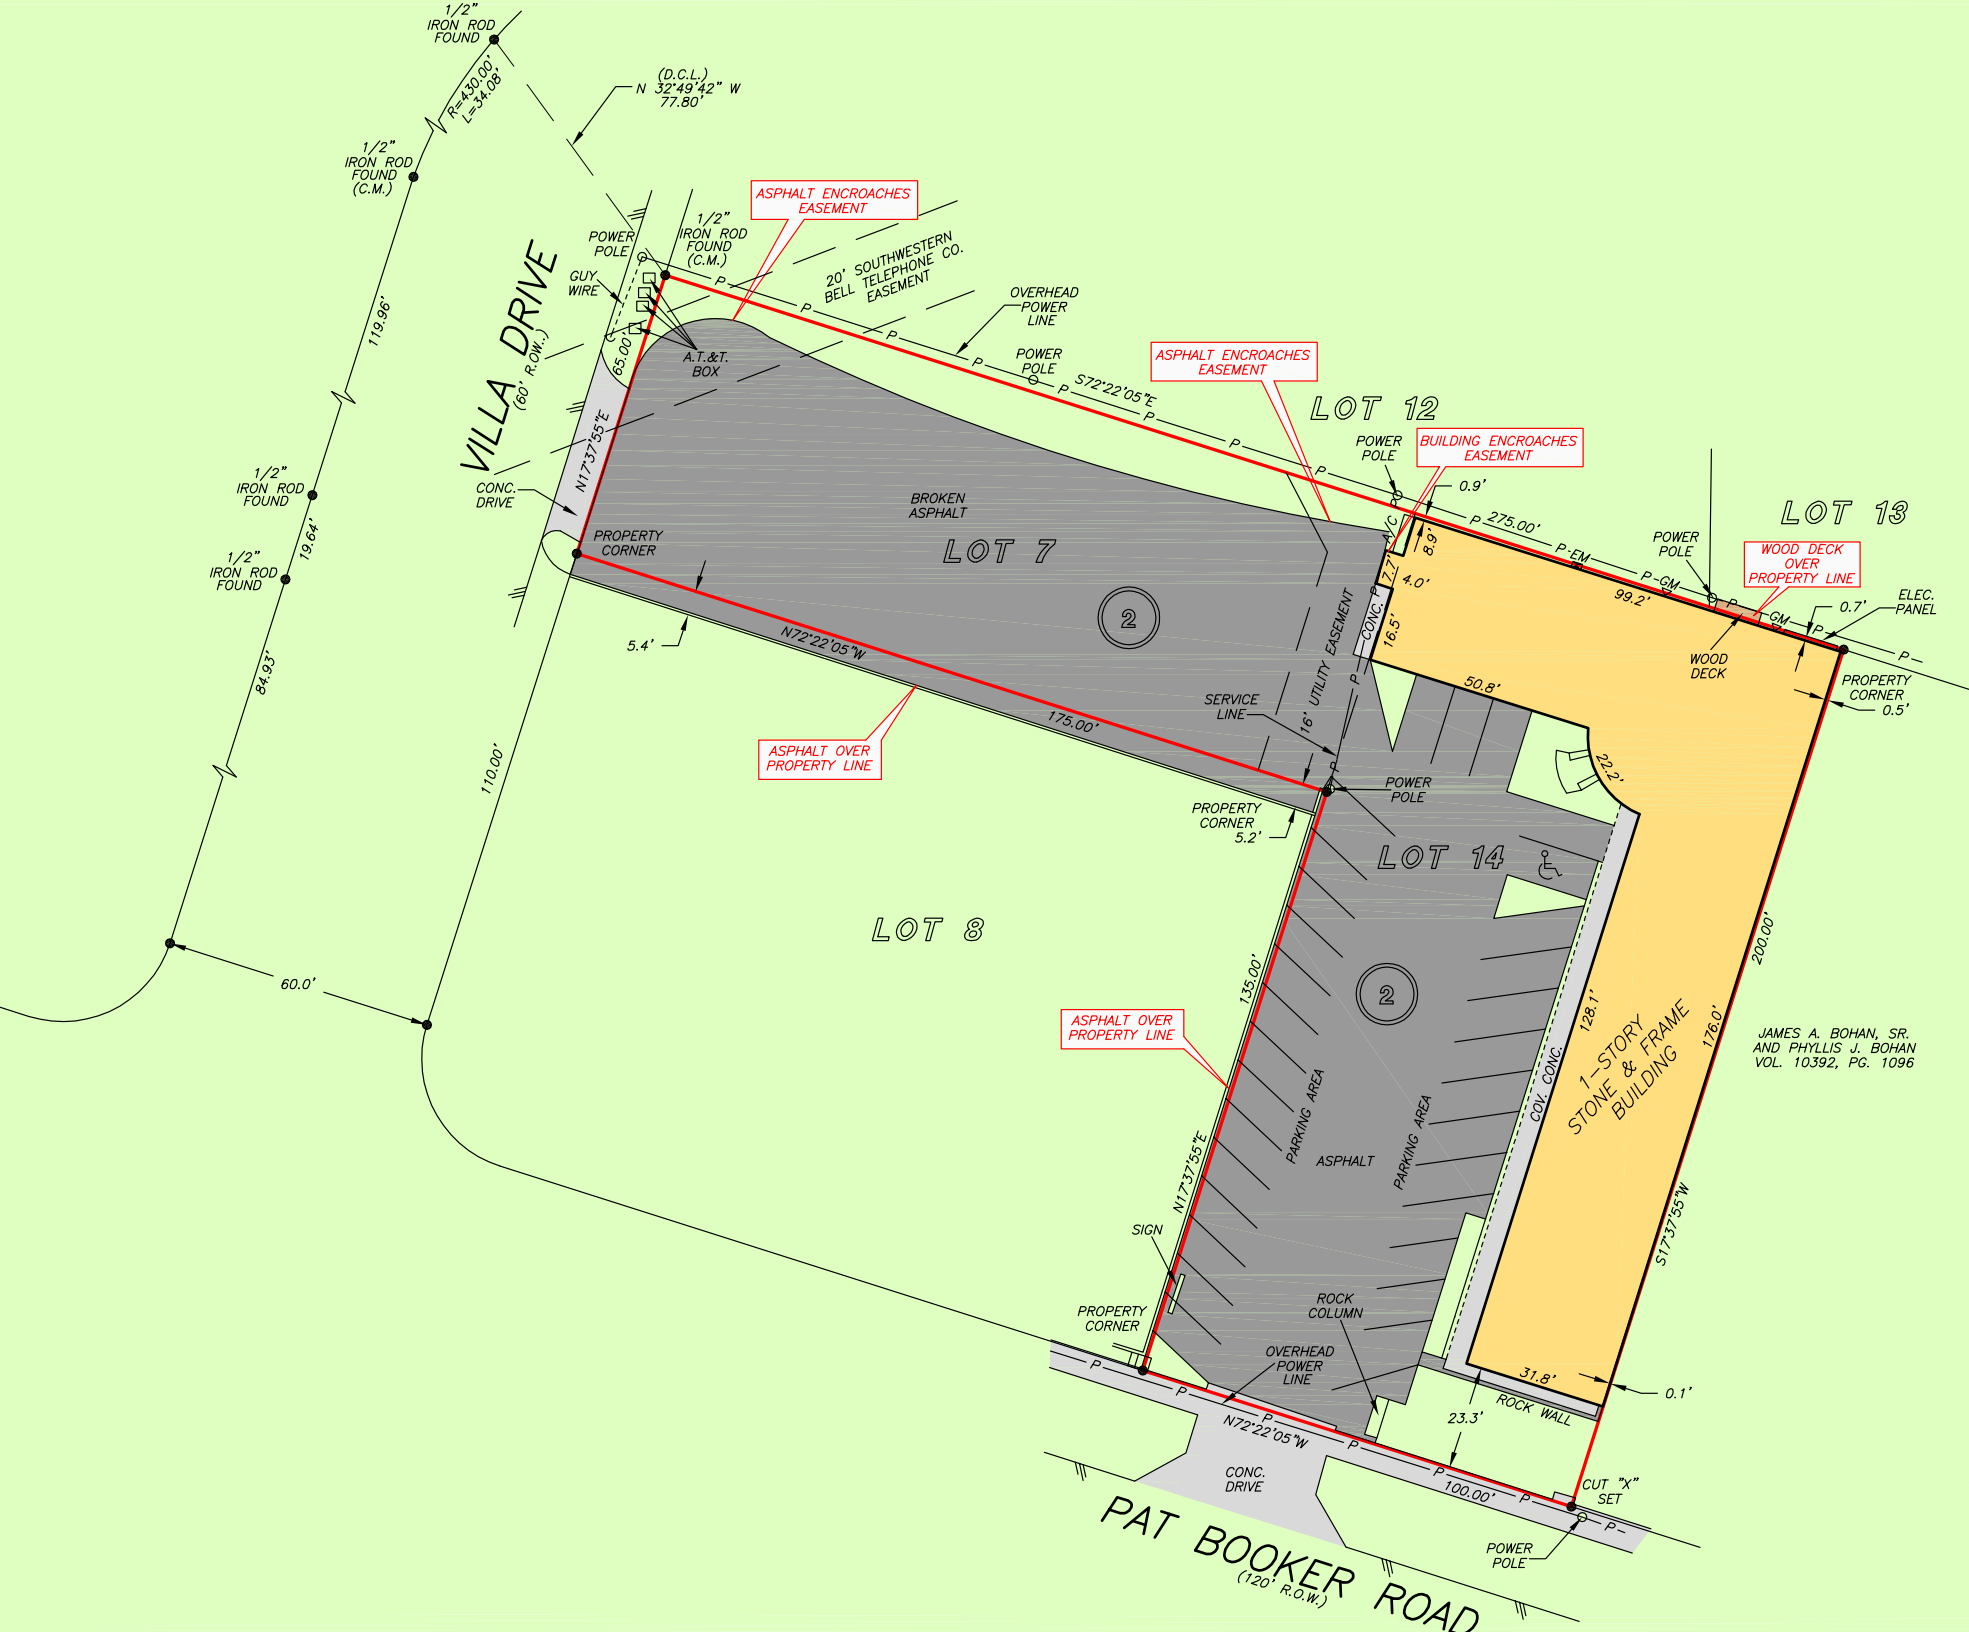 1/2"
IRON ROD
FOUND
R=430.00'
L=34.08'
(D.C.L.)
N 32°49'42" W
77.80'
1/2"
IRON ROD
FOUND
(C.M.)
ASPHALT ENCROACHES
EASEMENT
1/2"
IRON ROD
FOUND
(C.M.)
POWER
POLE
GUY
WIRE
20' SOUTHWESTERN
BELL TELEPHONE CO.
EASEMENT
OVERHEAD
POWER
LINE
VILLA DRIVE
(60' R.O.W..)
119.96'
65.00'
A.T.&T.
BOX
POWER
POLE
S72°22'05"E
ASPHALT ENCROACHES
EASEMENT
LOT 12
POWER
POLE
BUILDING ENCROACHES
EASEMENT
0.9'
275.00'
LOT 13
1/2"
IRON ROD
FOUND
N17°37'55"E
CONC.
DRIVE
BROKEN
ASPHALT
LOT 7
2
PROPERTY
CORNER
A/C
8.9'
7.7'
4.0'
CONC.
16.5'
P-EM
P-GM
GM
99.2'
POWER
POLE
WOOD DECK
OVER
PROPERTY LINE
0.7'
ELEC.
PANEL
WOOD
DECK
PROPERTY
CORNER
0.5'
19.64'
1/2"
IRON ROD
FOUND
84.93'
5.4'
N72°22'05"W
175.00'
16' UTILITY EASEMENT
SERVICE
LINE
50.8'
22.2'
ASPHALT OVER
PROPERTY LINE
110.00'
POWER
POLE
PROPERTY
CORNER
5.2'
LOT 14
LOT 8
60.0'
135.00'
2
200.00'
128.1'
176.0'
1-STORY
STONE & FRAME
BUILDING
JAMES A. BOHAN, SR.
AND PHYLLIS J. BOHAN
VOL. 10392, PG. 1096
ASPHALT OVER
PROPERTY LINE
COV. CONC.
PARKING AREA
PARKING AREA
ASPHALT
N17°37'55"E
S17°37'55"W
SIGN
PROPERTY
CORNER
ROCK
COLUMN
OVERHEAD
POWER
LINE
31.8'
0.1'
ROCK WALL
23.3'
N72°22'05"W
CONC.
DRIVE
100.00'
CUT "X"
SET
POWER
POLE
PAT BOOKER ROAD
(120' R.O.W.)